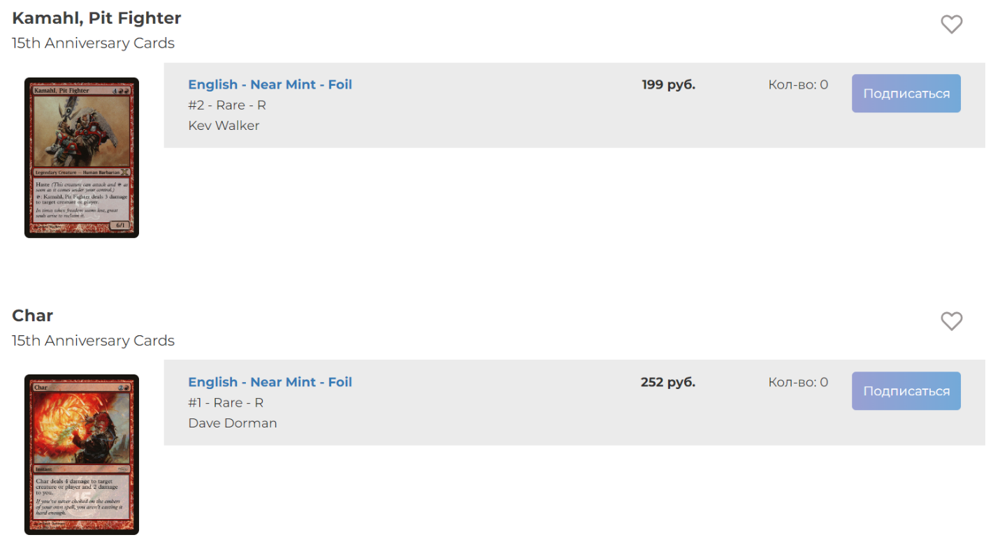 Kamahl, Pit Fighter
15th Anniversary Cards
English - Near Mint - Foil
199 руб.
Кол-во: 0
Подписаться
#2 - Rare - R
Kev Walker
Kamahl, Pit Fighter 4
Legendary Creature — Human Barbarian
Haste (This creature can attack and as
soon as it comes under your control.)
: Kamahl, Pit Fighter deals 3 damage
to target creature or player.
In times when freedom seems lost, great
souls arise to reclaim it.
6/1
Char
15th Anniversary Cards
English - Near Mint - Foil
252 руб.
Кол-во: 0
Подписаться
#1 - Rare - R
Dave Dorman
Char 2
Instant
Char deals 4 damage to target
creature or player and 2 damage
to you.
If you've never choked on the embers
of your own spell, you aren't casting it
hard enough.